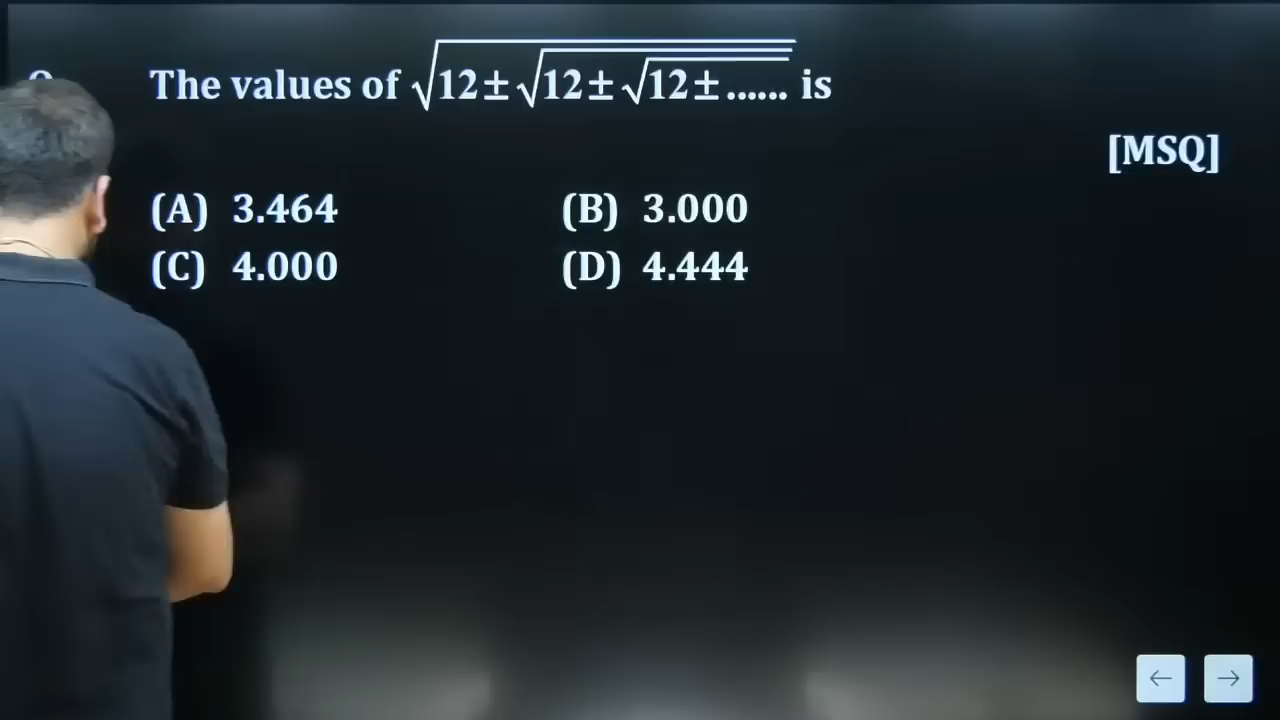 The values of √12±√12±√12±...... is
[MSQ]
(A) 3.464 (B) 3.000
(C) 4.000 (D) 4.444